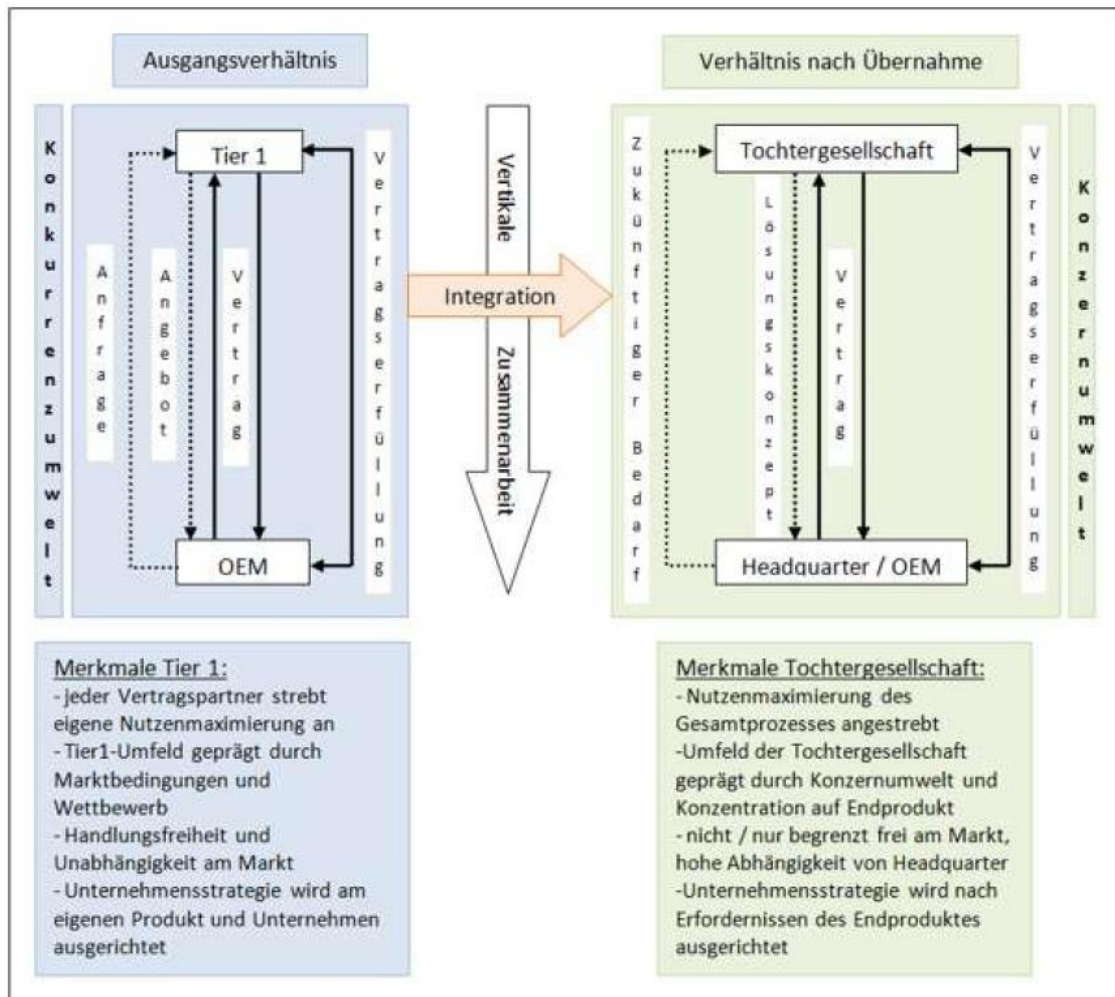 Ausgangsverhältnis
Konkurrenzumwelt
Tier 1
Anfrage
Angebot
Vertrag
Vertragserfüllung
OEM
Vertikale
Zusammenarbeit
Integration
Verhältnis nach Übernahme
Zukünftiger Bedarf
Tochtergesellschaft
Lösungskonzept
Vertrag
Vertragserfüllung
Headquarter / OEM
Konzernumwelt
Merkmale Tier 1:
- jeder Vertragspartner strebt
eigene Nutzenmaximierung an
- Tier1-Umfeld geprägt durch
Marktbedingungen und
Wettbewerb
- Handlungsfreiheit und
Unabhängigkeit am Markt
- Unternehmensstrategie wird am
eigenen Produkt und Unternehmen
ausgerichtet
Merkmale Tochtergesellschaft:
- Nutzenmaximierung des
Gesamtprozesses angestrebt
-Umfeld der Tochtergesellschaft
geprägt durch Konzernumwelt und
Konzentration auf Endprodukt
- nicht / nur begrenzt frei am Markt,
hohe Abhängigkeit von Headquarter
-Unternehmensstrategie wird nach
Erfordernissen des Endproduktes
ausgerichtet